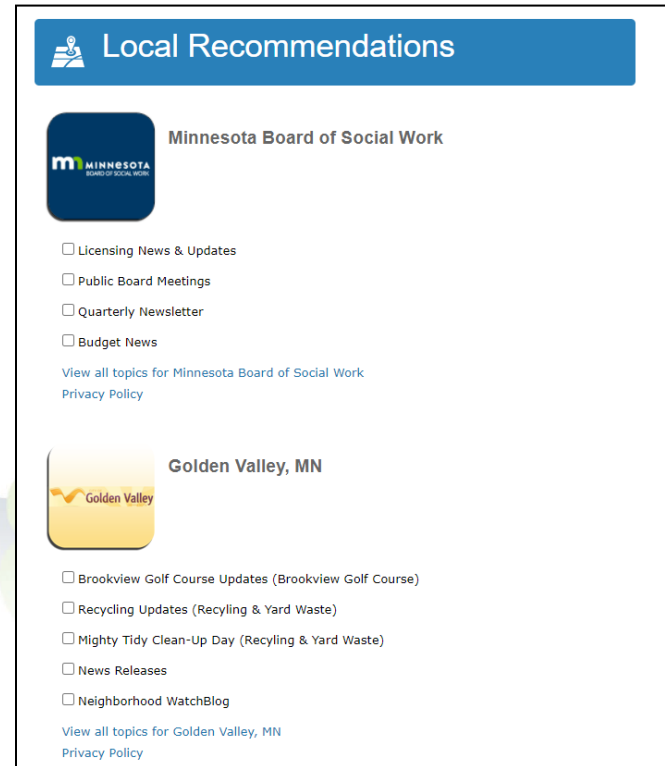 Local Recommendations
MINNESOTA
BOARD OF SOCIAL WORK
Minnesota Board of Social Work
Licensing News & Updates
Public Board Meetings
Quarterly Newsletter
Budget News
View all topics for Minnesota Board of Social Work
Privacy Policy
Golden Valley
Golden Valley, MN
Brookview Golf Course Updates (Brookview Golf Course)
Recycling Updates (Recyling & Yard Waste)
Mighty Tidy Clean-Up Day (Recyling & Yard Waste)
News Releases
Neighborhood WatchBlog
View all topics for Golden Valley, MN
Privacy Policy